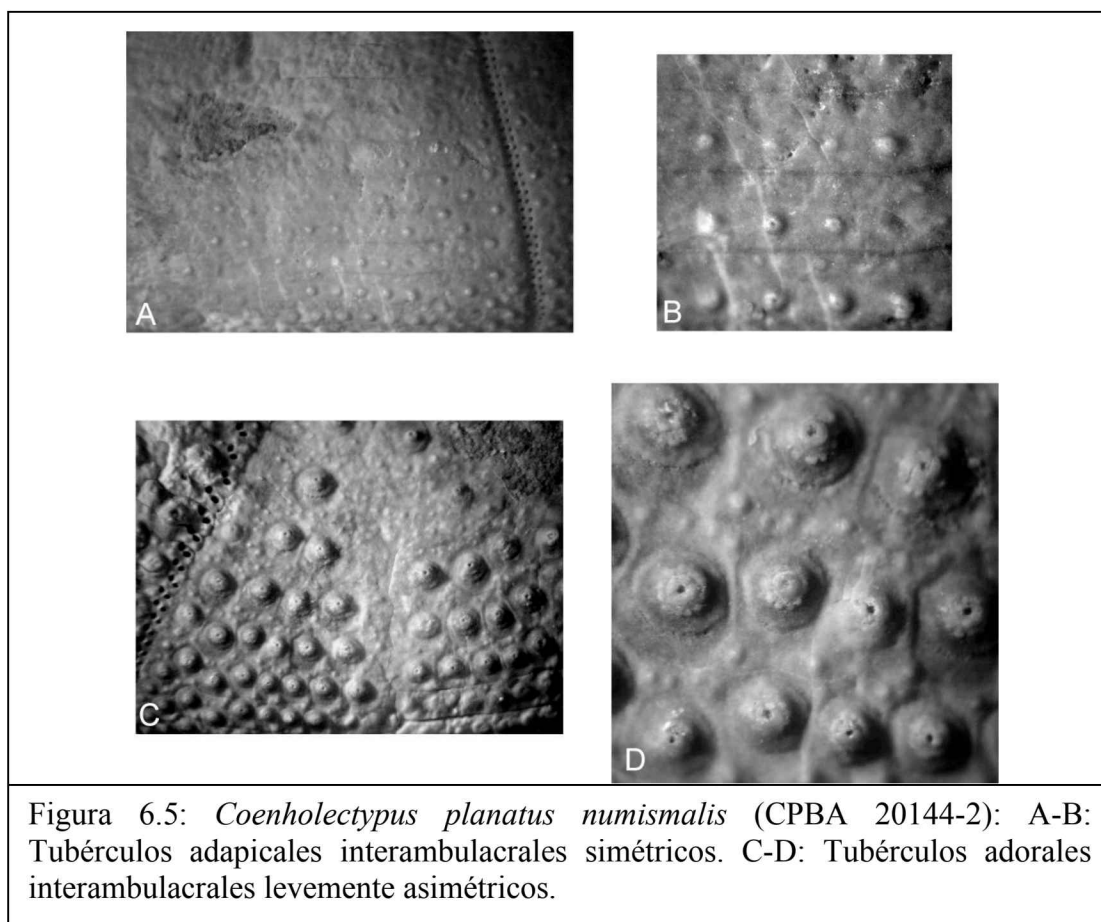 A
B
C
D
Figura 6.5: Coenholectypus planatus numismalis (CPBA 20144-2): A-B:
Tubérculos adapicales interambulacrales simétricos. C-D: Tubérculos adorales
interambulacrales levemente asimétricos.